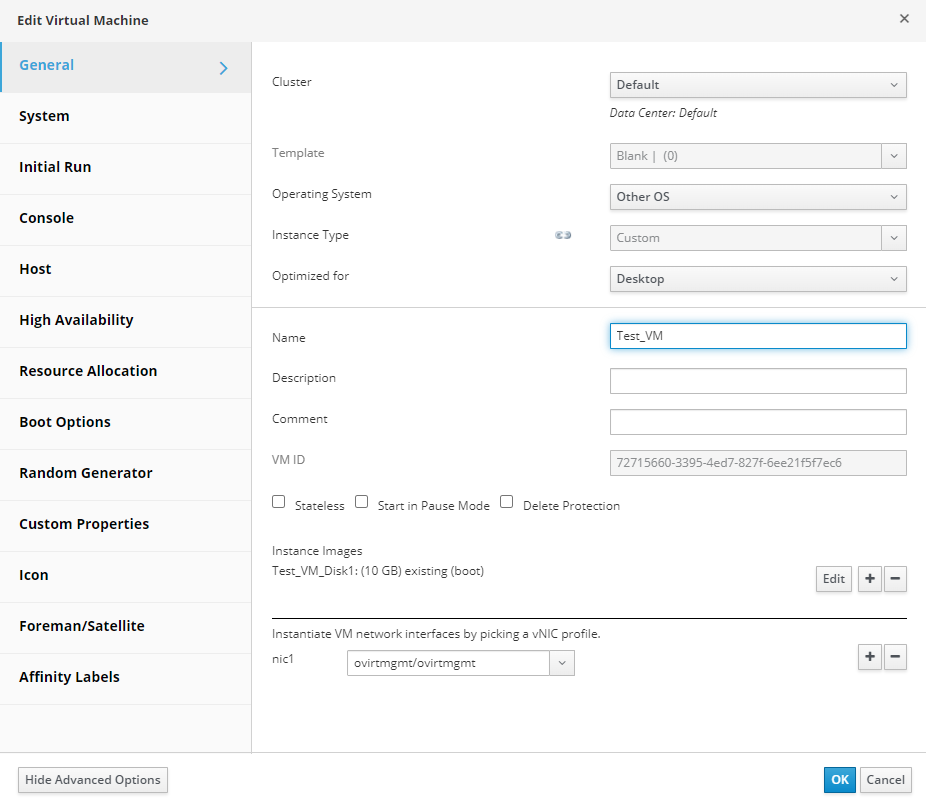 Edit Virtual Machine
General
System
Initial Run
Console
Host
High Availability
Resource Allocation
Boot Options
Random Generator
Custom Properties
Icon
Foreman/Satellite
Affinity Labels
Cluster
Default
Data Center: Default
Template
Blank | (0)
Operating System
Other OS
Instance Type
Custom
Optimized for
Desktop
Name
Test_VM
Description
Comment
VM ID
72715660-3395-4ed7-827f-6ee21f5f7ec6
Stateless Start in Pause Mode Delete Protection
Instance Images
Test_VM_Disk1: (10 GB) existing (boot)
Edit + −
Instantiate VM network interfaces by picking a vNIC profile.
nic1 ovirtmgmt/ovirtmgmt + −
Hide Advanced Options
OK Cancel